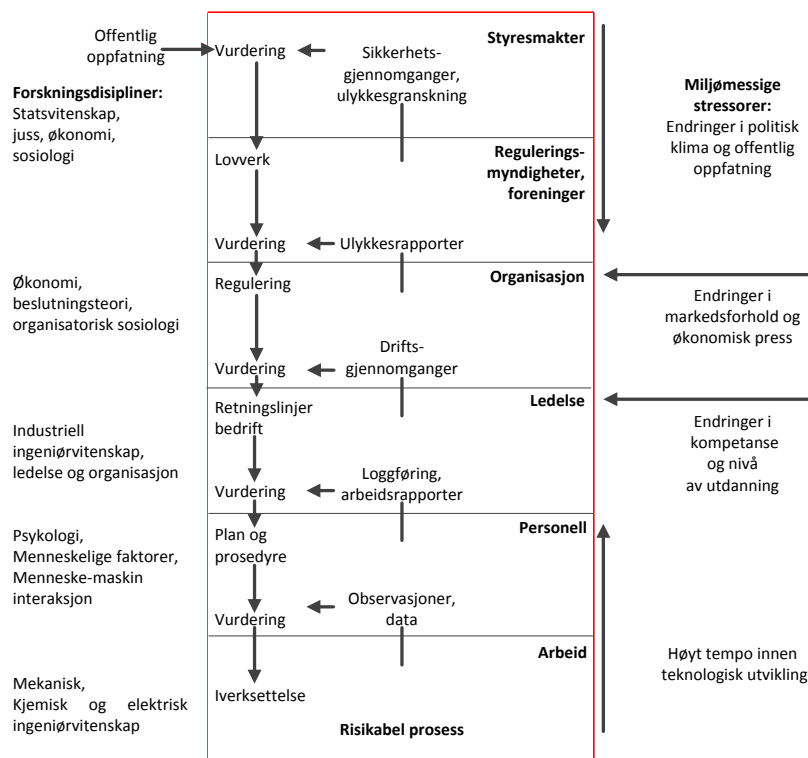 Offentlig
oppfatning
Vurdering
Sikkerhets-
gjennomganger,
ulykkesgranskning
Styresmakter
Forskningsdisipliner:
Statsvitenskap,
juss, økonomi,
sosiologi
Miljømessige
stressorer:
Endringer i politisk
klima og offentlig
oppfatning
Lovverk
Regulerings-
myndigheter,
foreninger
Vurdering
Ulykkesrapporter
Økonomi,
beslutningsteori,
organisatorisk sosiologi
Regulering
Organisasjon
Endringer i
markedsforhold og
økonomisk press
Vurdering
Drifts-
gjennomganger
Retningslinjer
bedrift
Ledelse
Industriell
ingeniørvitenskap,
ledelse og organisasjon
Endringer i
kompetanse
og nivå
av utdanning
Vurdering
Loggføring,
arbeidsrapporter
Psykologi,
Menneskelige faktorer,
Menneske-maskin
interaksjon
Plan og
prosedyre
Personell
Vurdering
Observasjoner,
data
Arbeid
Høyt tempo innen
teknologisk utvikling
Mekanisk,
Kjemisk og elektrisk
ingeniørvitenskap
Iverksettelse
Risikabel prosess